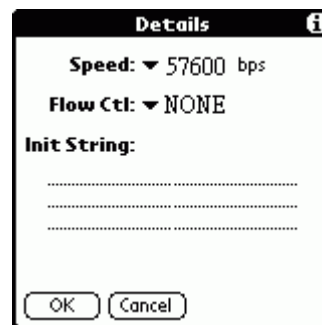 Details
Speed: 57600 bps
Flow Ctl: NONE
Init String:
OK Cancel